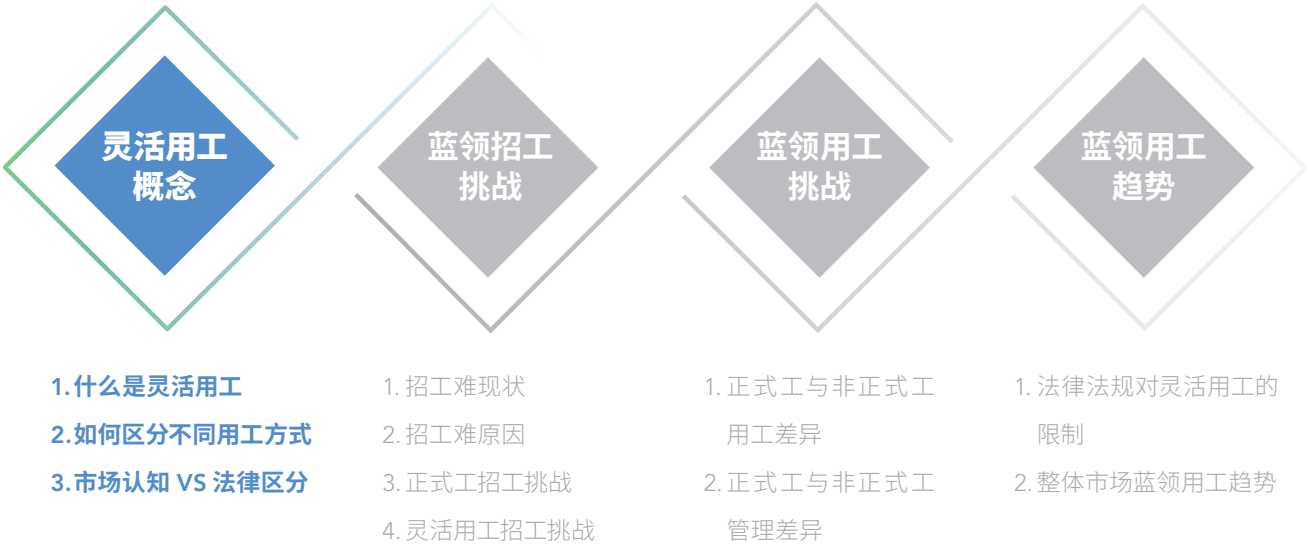 灵活用工
概念
1.什么是灵活用工
2.如何区分不同用工方式
3.市场认知 VS 法律区分
蓝领招工
挑战
1.招工难现状
2.招工难原因
3.正式工招工挑战
4.灵活用工招工挑战
蓝领用工
挑战
1.正式工与非正式工
用工差异
2.正式工与非正式工
管理差异
蓝领用工
趋势
1.法律法规对灵活用工的
限制
2.整体市场蓝领用工趋势